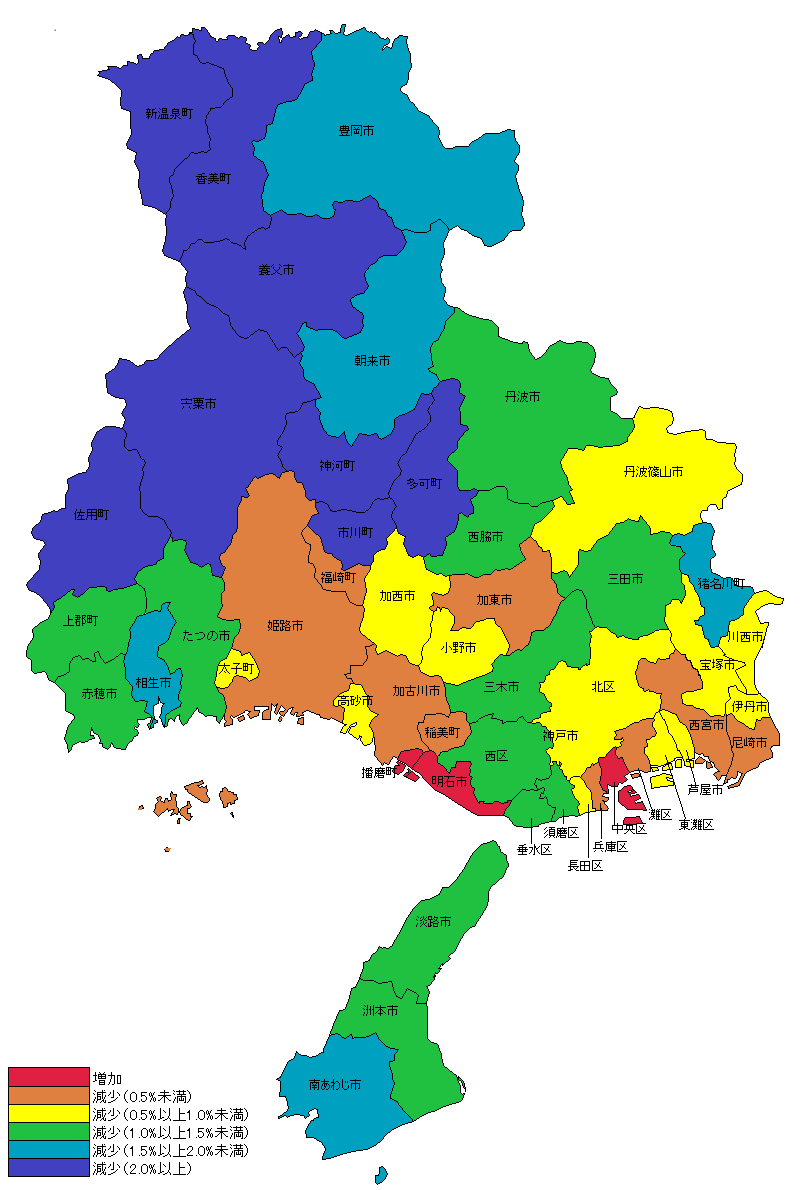 豊岡市
新温泉町
香美町
養父市
朝来市
丹波市
宍粟市
神河町
丹波篠山市
多可町
佐用町
市川町
西脇市
福崎町
三田市
猪名川町
加西市
加東市
上郡町
姫路市
たつの市
川西市
小野市
太子町
宝塚市
相生市
赤穂市
高砂市
加古川市
三木市
北区
伊丹市
西宮市
稲美町
神戸市
尼崎市
西区
播磨町
明石市
芦屋市
灘区
東灘区
中央区
須磨区
兵庫区
垂水区
長田区
淡路市
洲本市
南あわじ市
増加
減少(0.5%未満)
減少(0.5%以上1.0%未満)
減少(1.0%以上1.5%未満)
減少(1.5%以上2.0%未満)
減少(2.0%以上)